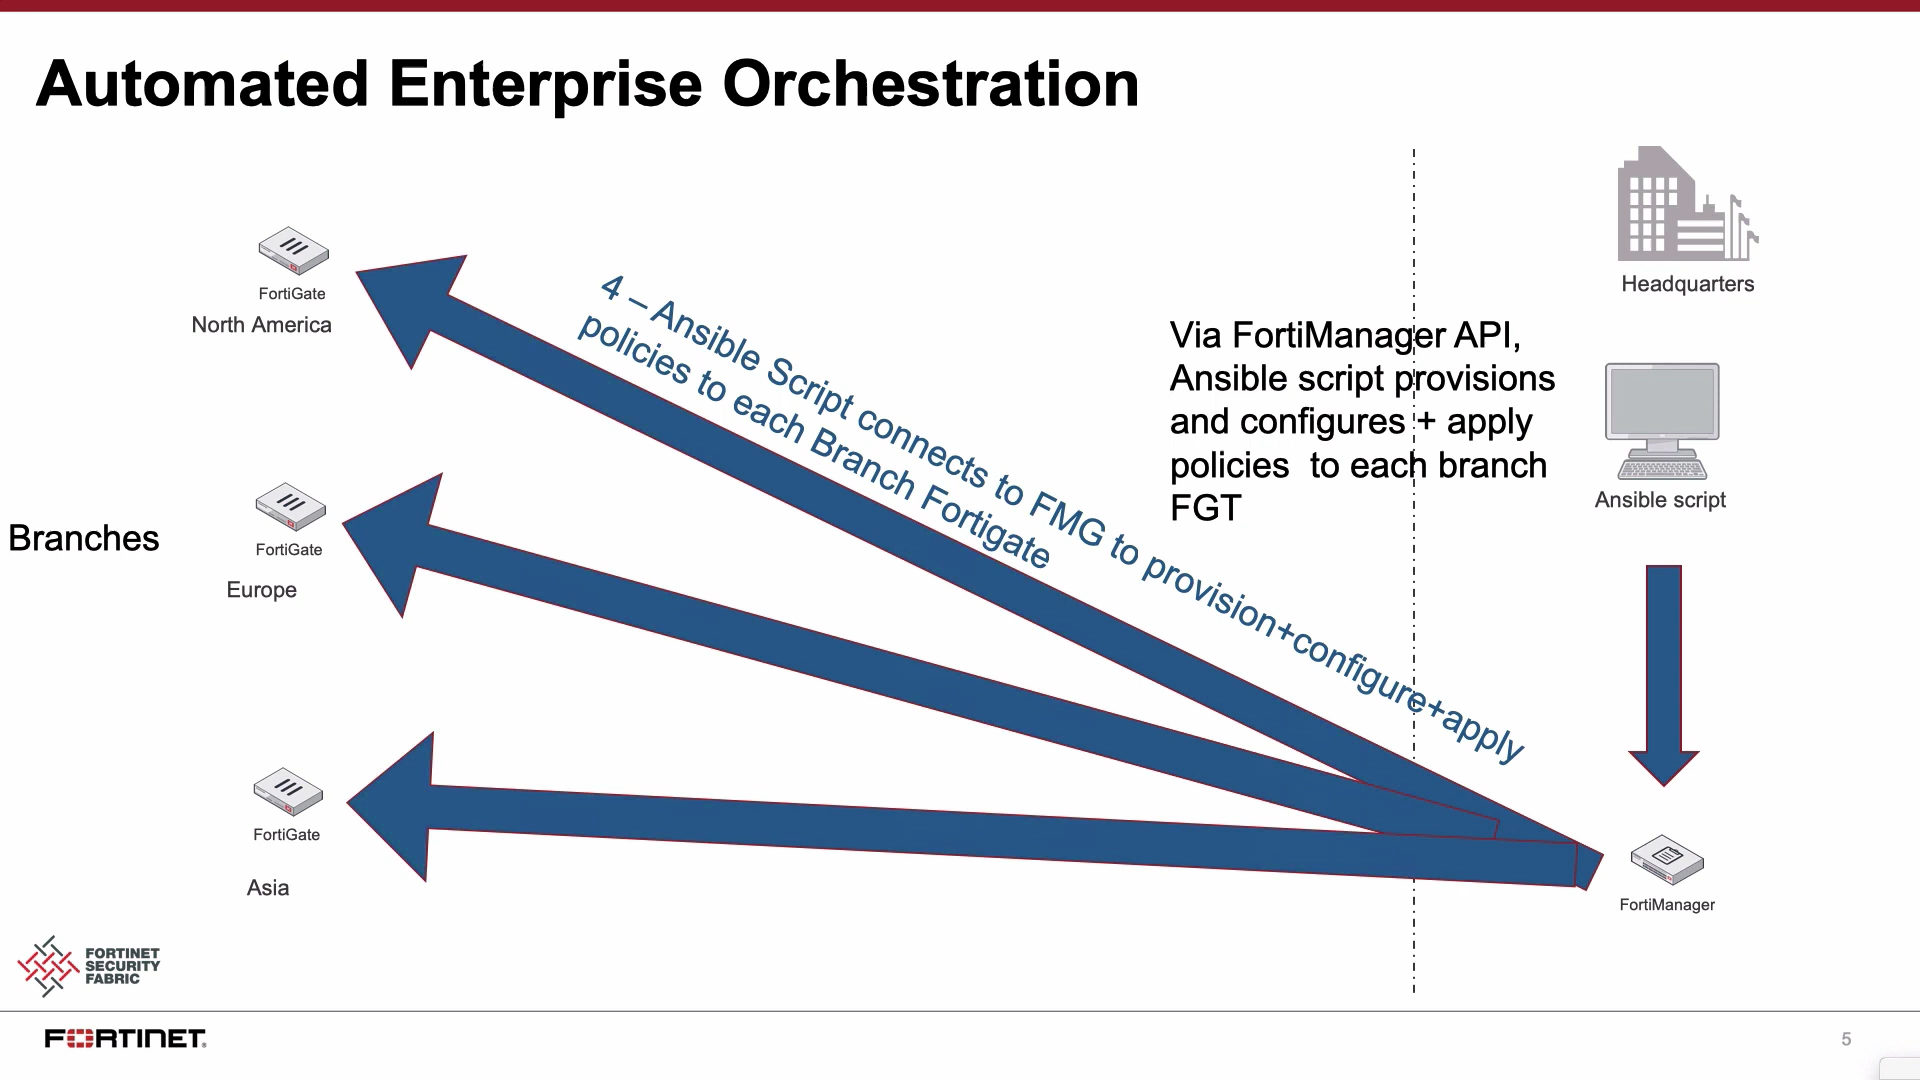 Automated Enterprise Orchestration
Headquarters
FortiGate
North America
4 – Ansible Script connects to FMG to provision+configure+apply
policies to each Branch Fortigate
Via FortiManager API,
Ansible script provisions
and configures + apply
policies  to each branch
FGT
Ansible script
Branches
FortiGate
Europe
FortiGate
Asia
FortiManager
FORTINET
SECURITY
FABRIC
FORTINET
5